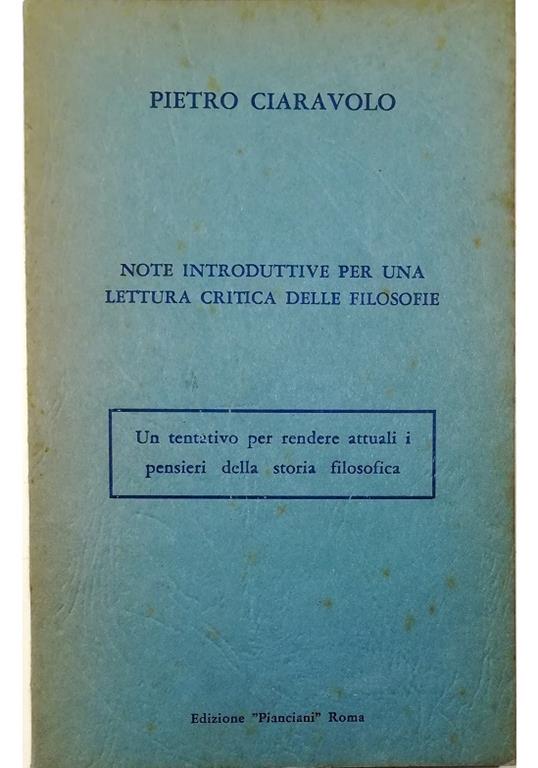 PIETRO CIARAVOLO
NOTE INTRODUTTIVE PER UNA
LETTURA CRITICA DELLE FILOSOFIE
Un tentativo per rendere attuali i
pensieri della storia filosofica
Edizione "Pianciani" Roma